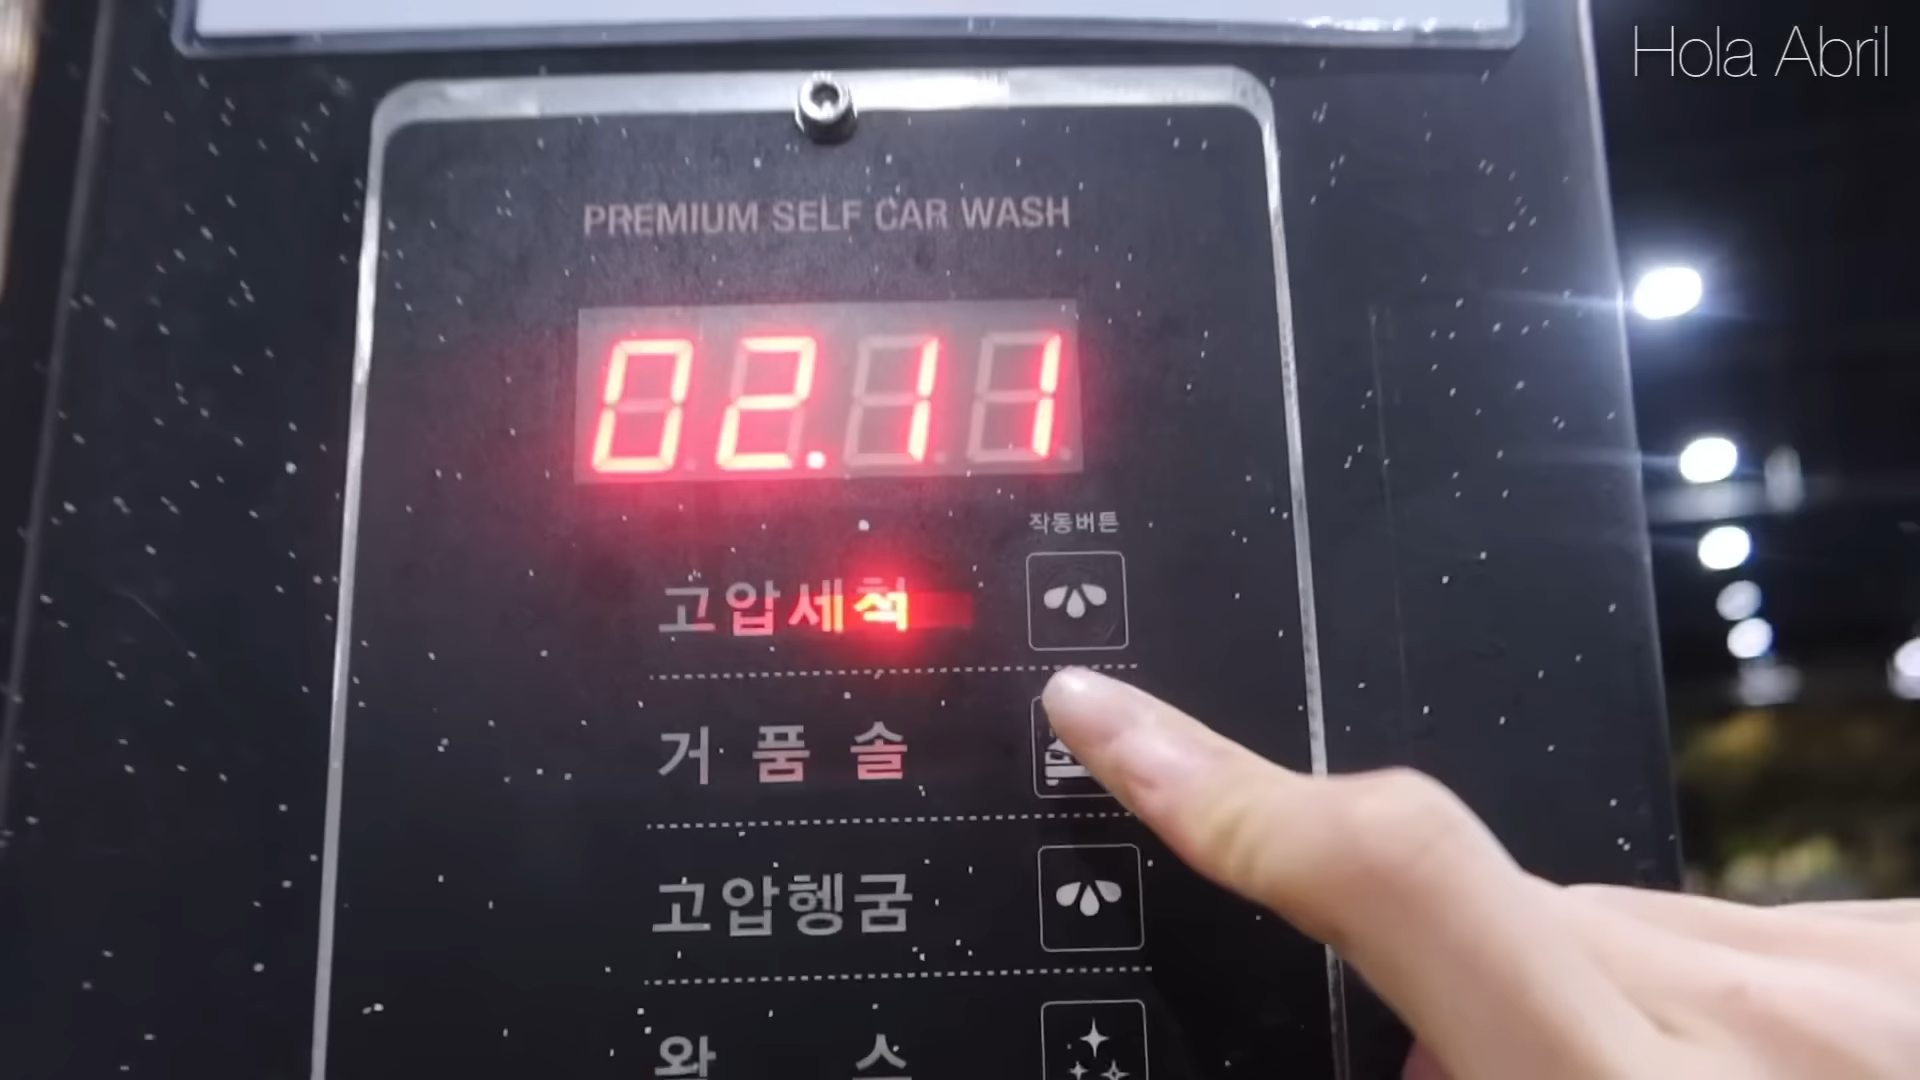 Hola Abril
PREMIUM SELF CAR WASH
02.11
작동버튼
고압세척
거 품 솔
고압헹굼
왁 스